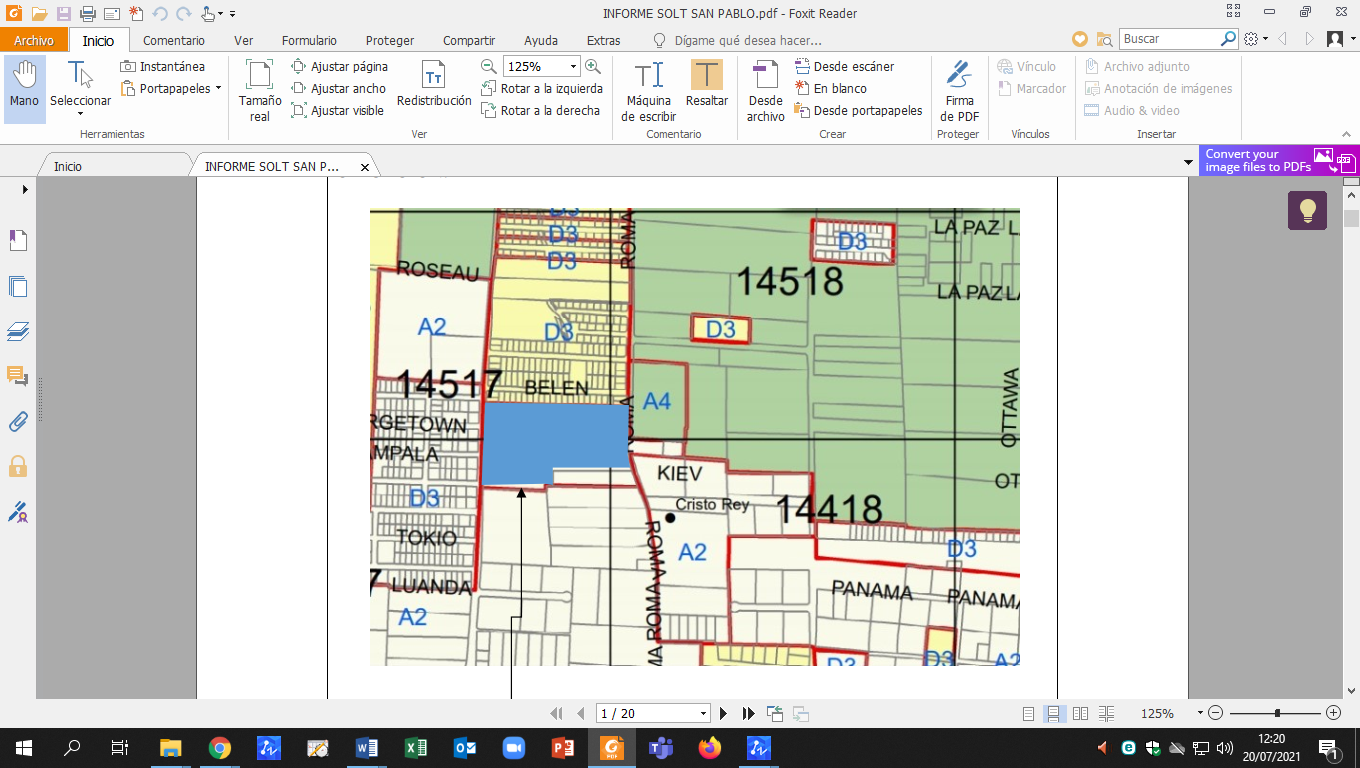 INFORME SOLT SAN PABLO.pdf - Foxit Reader
Archivo Inicio Comentario Ver Formulario Proteger Compartir Ayuda Extras Dígame qué desea hacer... Buscar
Mano
Seleccionar
Instantánea
Portapapeles
Herramientas
Tamaño real
Ajustar página
Ajustar ancho
Ajustar visible
Redistribución
125%
Rotar a la izquierda
Rotar a la derecha
Ver
Máquina de escribir
Resaltar
Comentario
Desde archivo
Desde escáner
En blanco
Desde portapapeles
Crear
Firma de PDF
Proteger
Vínculo
Marcador
Vínculos
Archivo adjunto
Anotación de imágenes
Audio & video
Insertar
Inicio
INFORME SOLT SAN P...
Convert your
image files to PDFs
D3
D3
D3
ROMA
D3
LA PAZ
ROSEAU
14518
LA PAZ
A2
D3
D3
14517
BELEN
A4
ROMA
OTTAWA
RGETOWN
MPALA
KIEV
D3
Cristo Rey
14418
OT
TOKIO
ROMA
A2
D3
LUANDA
PANAMA
PANAMA
A2
ROMA
D3
D3
A2
1 / 20
125%
12:20
20/07/2021
1